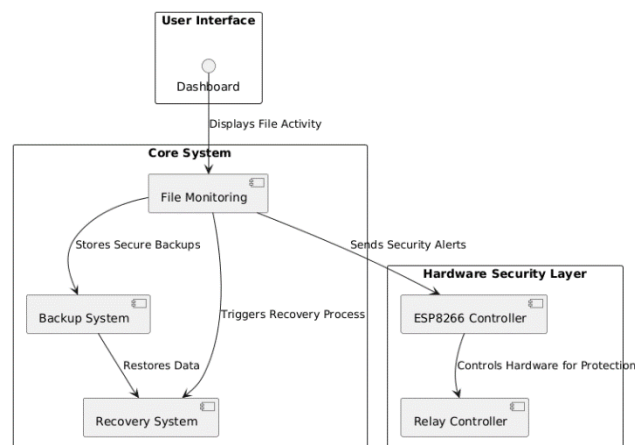 User Interface
Dashboard
Displays File Activity
Core System
File Monitoring
Stores Secure Backups
Sends Security Alerts
Hardware Security Layer
Backup System
Triggers Recovery Process
ESP8266 Controller
Restores Data
Controls Hardware for Protection
Recovery System
Relay Controller